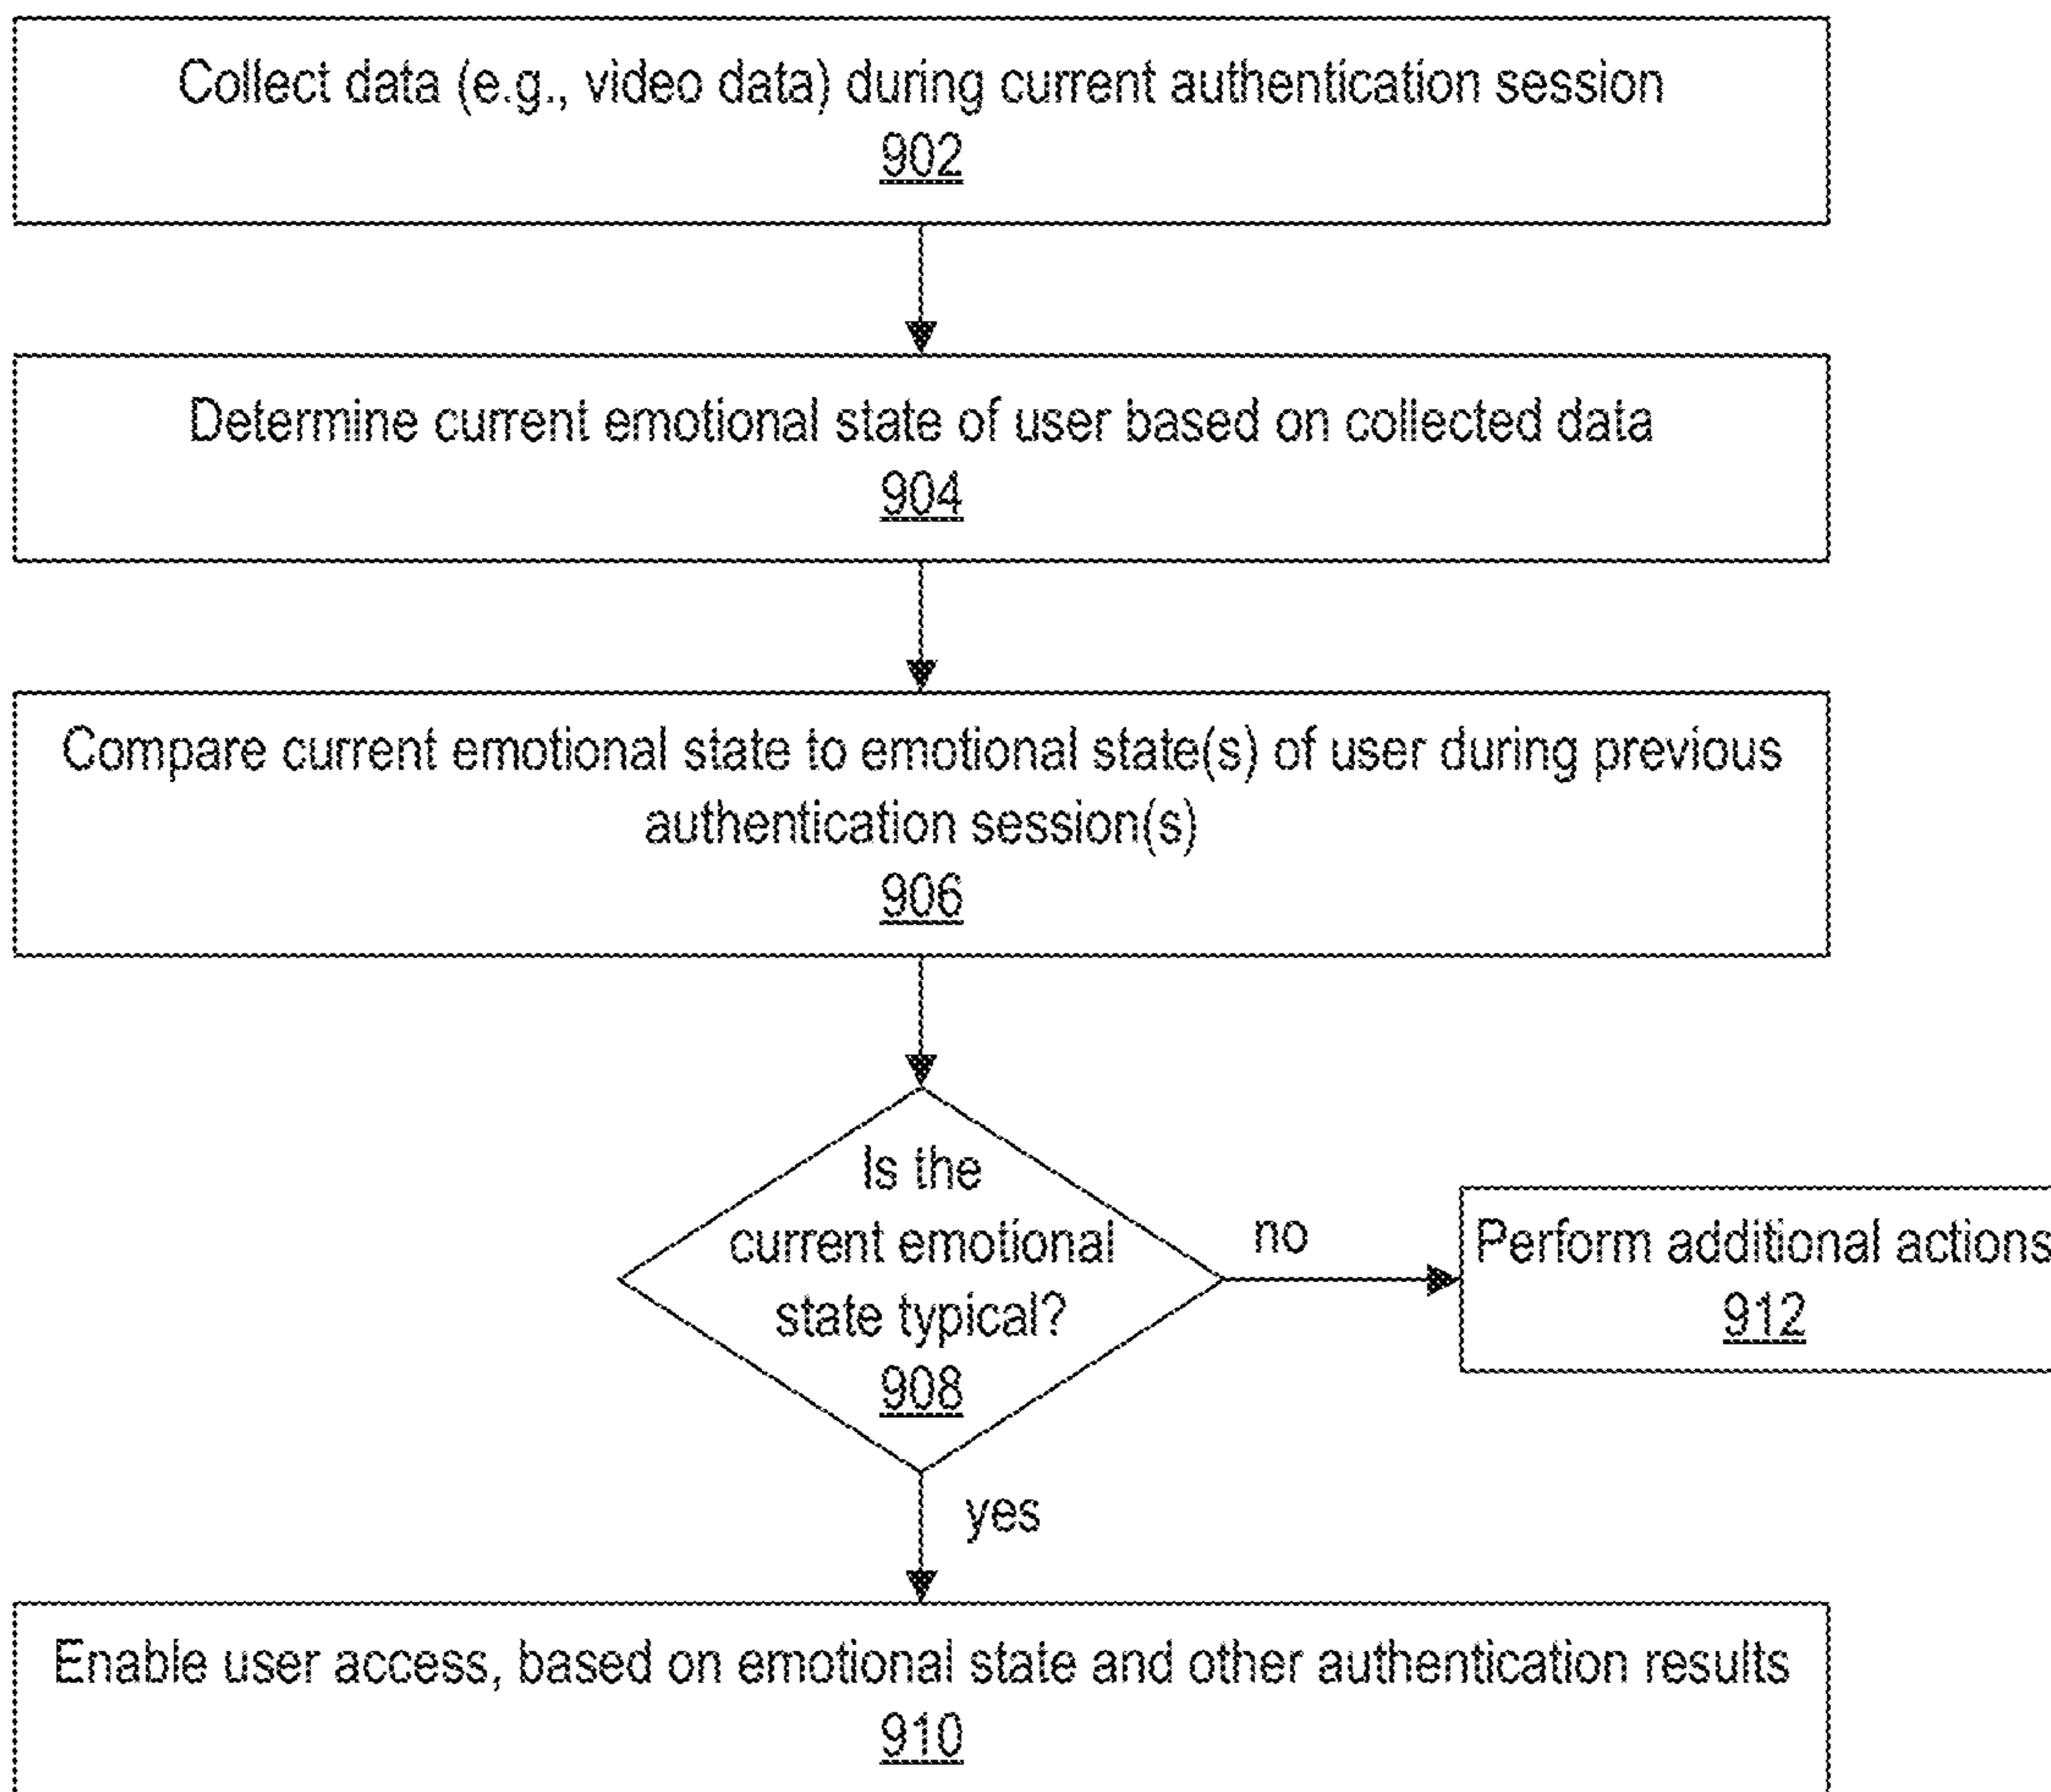 Collect data (e.g., video data) during current authentication session
902
Determine current emotional state of user based on collected data
904
Compare current emotional state to emotional state(s) of user during previous
authentication session(s)
906
Is the
current emotional
state typical?
908
no
Perform additional actions
912
yes
Enable user access, based on emotional state and other authentication results
910